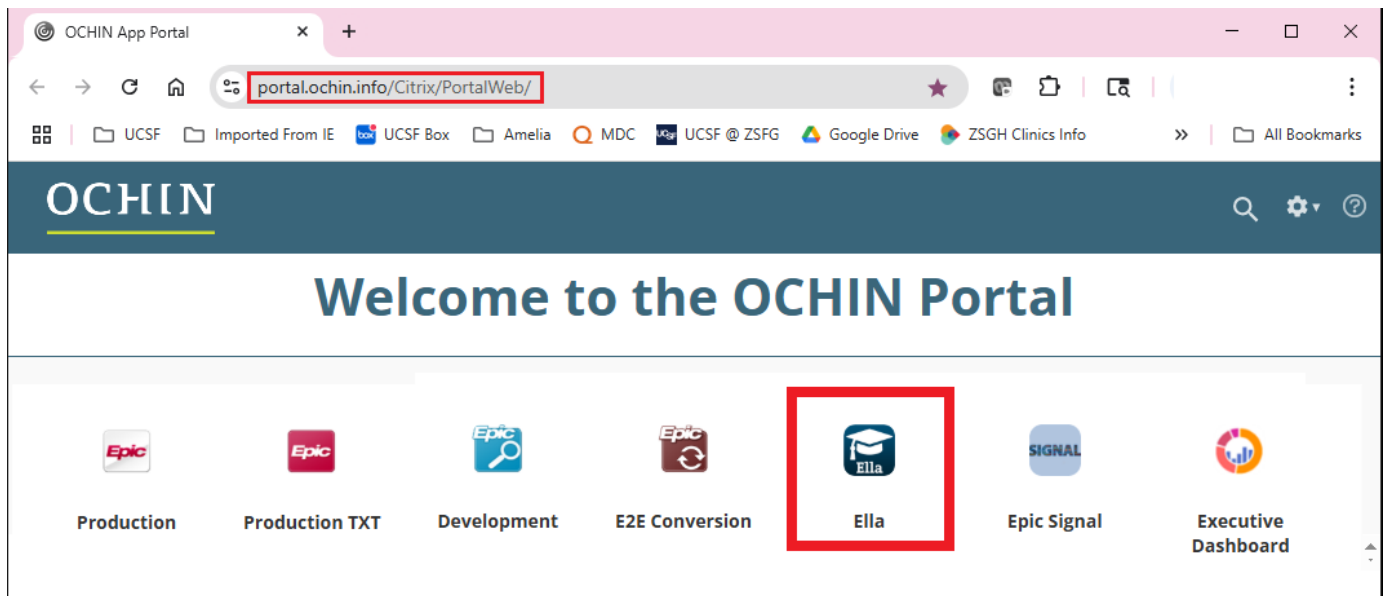 OCHIN App Portal
portal.ochin.info/Citrix/PortalWeb/
UCSF Imported From IE box UCSF Box Amelia MDC UCSF UCSF @ ZSFG Google Drive ZSGH Clinics Info All Bookmarks
OCHIN
Welcome to the OCHIN Portal
Epic Epic Epic Epic Ella SIGNAL
Production Production TXT Development E2E Conversion Ella Epic Signal Executive
Dashboard